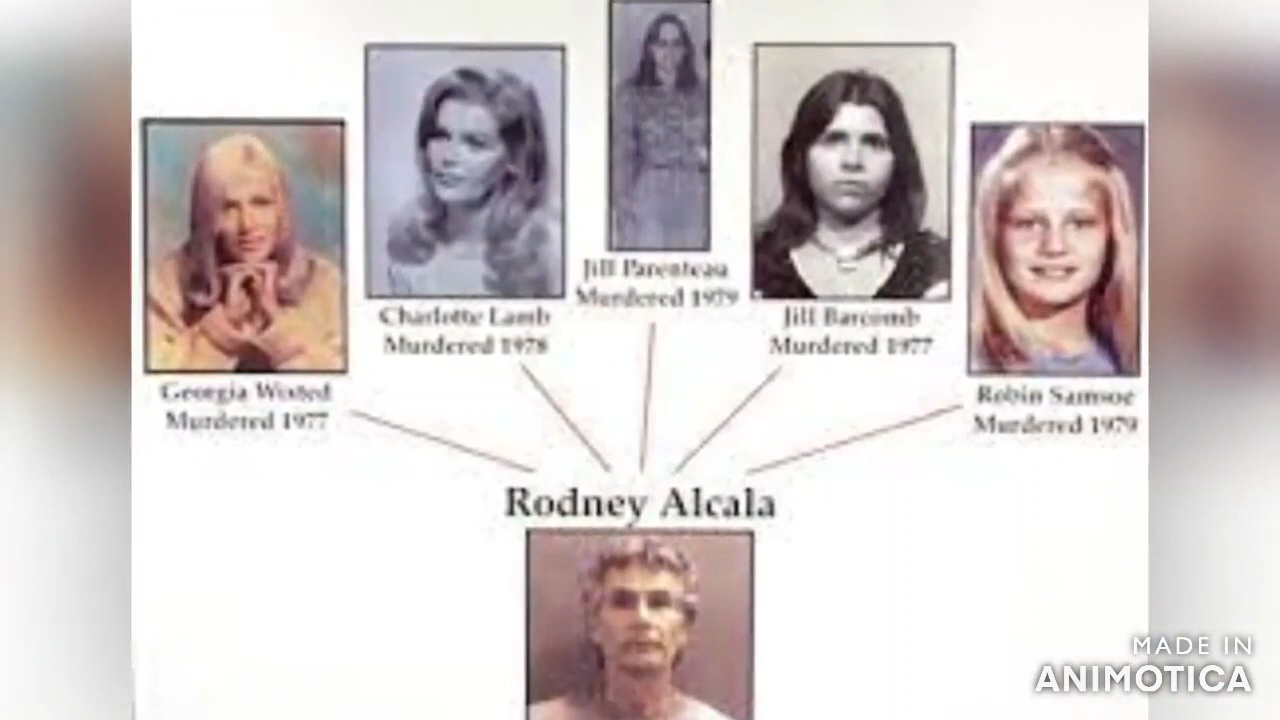 Jill Parenteau
Murdered 1979
Charlotte Lamb
Murdered 1978
Jill Barcomb
Murdered 1977
Georgia Wixted
Murdered 1977
Robin Samsoe
Murdered 1979
Rodney Alcala
MADE IN
ANIMOTICA